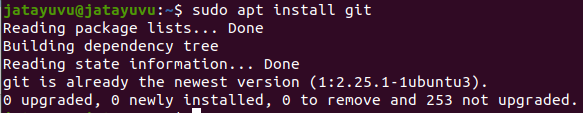 jatayuvu@jatayuvu:~$ sudo apt install git
Reading package lists... Done
Building dependency tree
Reading state information... Done
git is already the newest version (1:2.25.1-1ubuntu3).
0 upgraded, 0 newly installed, 0 to remove and 253 not upgraded.